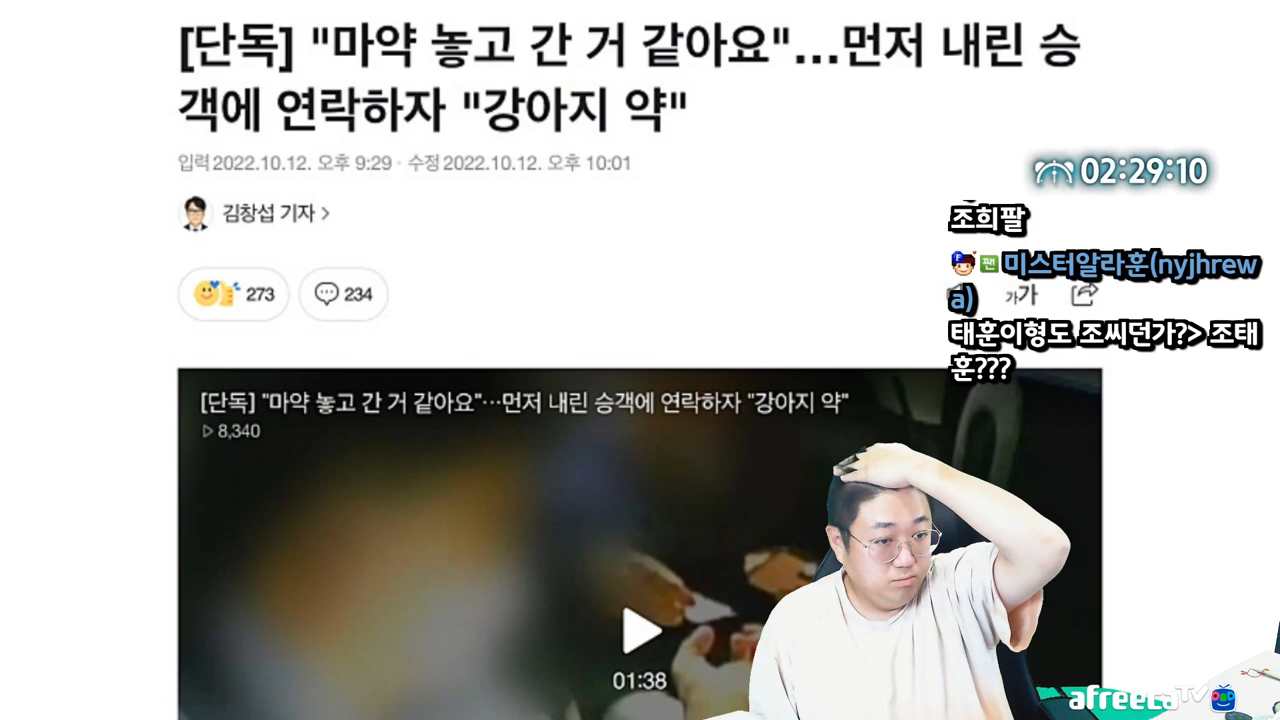 [단독] "마약 놓고 간 거 같아요"…먼저 내린 승
객에 연락하자 "강아지 약"
입력 2022.10.12. 오후 9:29 · 수정 2022.10.12. 오후 10:01
02:29:10
김창섭 기자 >
조희팔
팬 미스터알라훈(nyjhrew
a)
273 234 가가
태훈이형도 조씨던가?> 조태
훈???
[단독] "마약 놓고 간 거 같아요"…먼저 내린 승객에 연락하자 "강아지 약"
8,340
01:38
afreecaTV